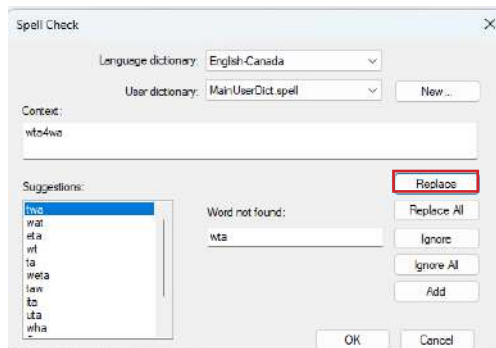 Spell Check
Language dictionary: English-Canada
User dictionary: MainUserDict.spell New...
Context:
wta4wa
Suggestions:
Replace
twa
Word not found:
Replace All
wat
eta
wta
Ignore
wt
ta
Ignore All
weta
taw
Add
ita
uta
wha
OK Cancel